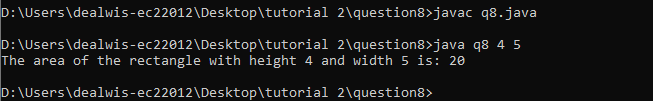 D:\Users\dealwis-ec22012\Desktop\tutorial 2\question8>javac q8.java
D:\Users\dealwis-ec22012\Desktop\tutorial 2\question8>java q8 4 5
The area of the rectangle with height 4 and width 5 is: 20
D:\Users\dealwis-ec22012\Desktop\tutorial 2\question8>